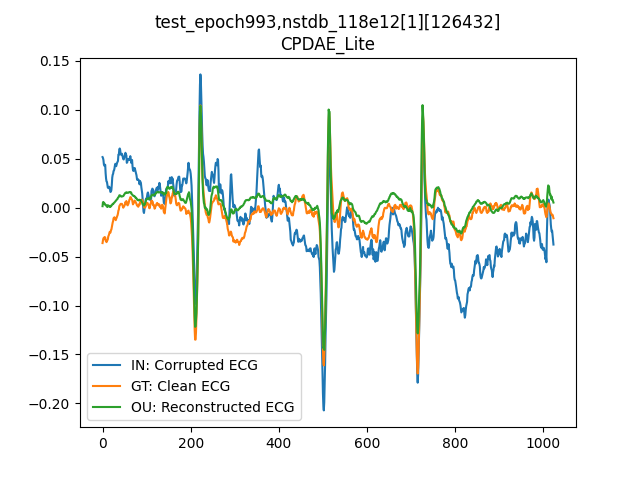 test_epoch993,nstdb_118e12[1][126432]
CPDAE_Lite
0.15
0.10
0.05
0.00
−0.05
−0.10
−0.15
−0.20
IN: Corrupted ECG
GT: Clean ECG
OU: Reconstructed ECG
0 200 400 600 800 1000